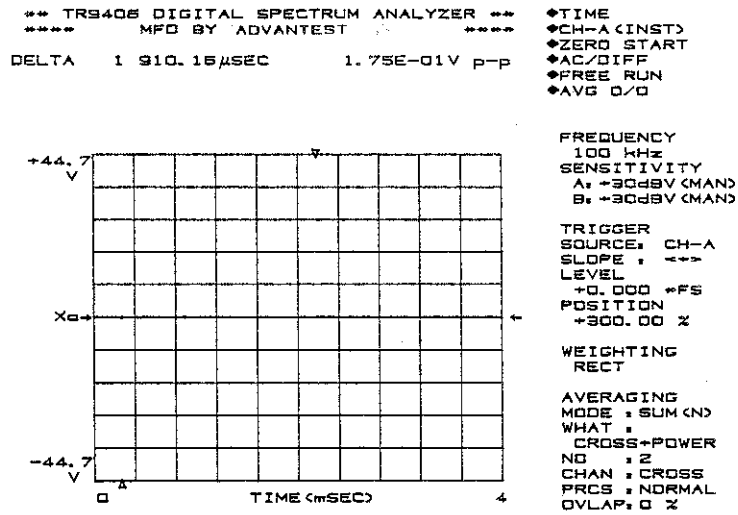 ** TR9406 DIGITAL SPECTRUM ANALYZER **
**** MFD BY ADVANTEST ****
DELTA 1 910.16µSEC 1.75E-01V p-p
◆TIME
◆CH-A(INST)
◆ZERO START
◆AC/DIFF
◆FREE RUN
◆AVG 0/0
+44.7
V
X0→
←
-44.7
V
0 TIME(mSEC) 4
FREQUENCY
100 kHz
SENSITIVITY
A: +30dBV(MAN)
B: +30dBV(MAN)
TRIGGER
SOURCE: CH-A
SLOPE : <+>
LEVEL
+0.000 *FS
POSITION
+300.00 %
WEIGHTING
RECT
AVERAGING
MODE : SUM(N)
WHAT :
CROSS+POWER
NO : 2
CHAN : CROSS
PRCS : NORMAL
OVLAP: 0 %